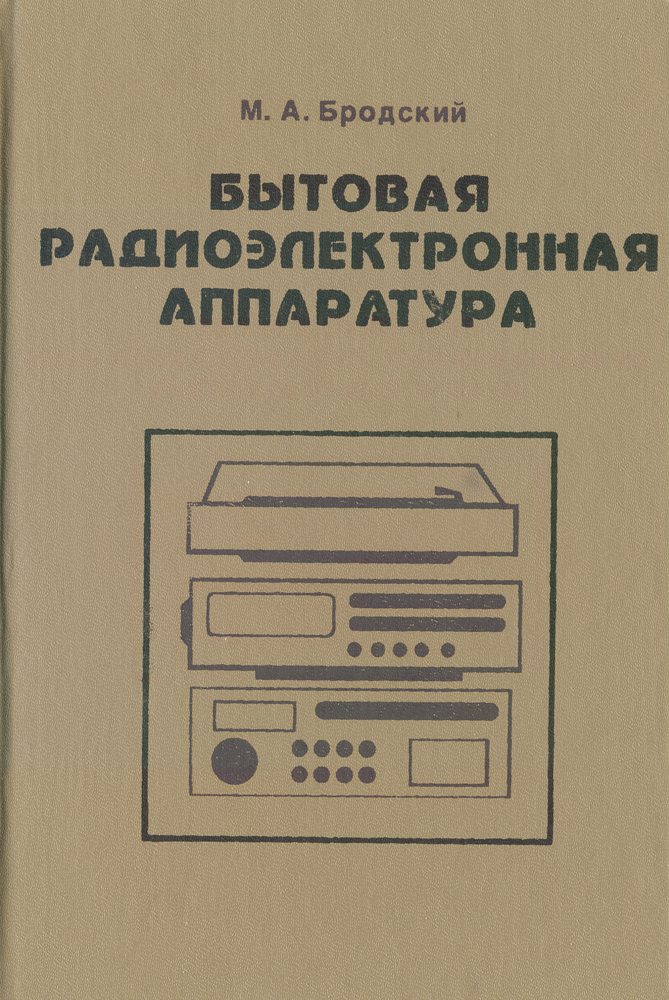 М. А. Бродский
БЫТОВАЯ
РАДИОЭЛЕКТРОННАЯ
АППАРАТУРА